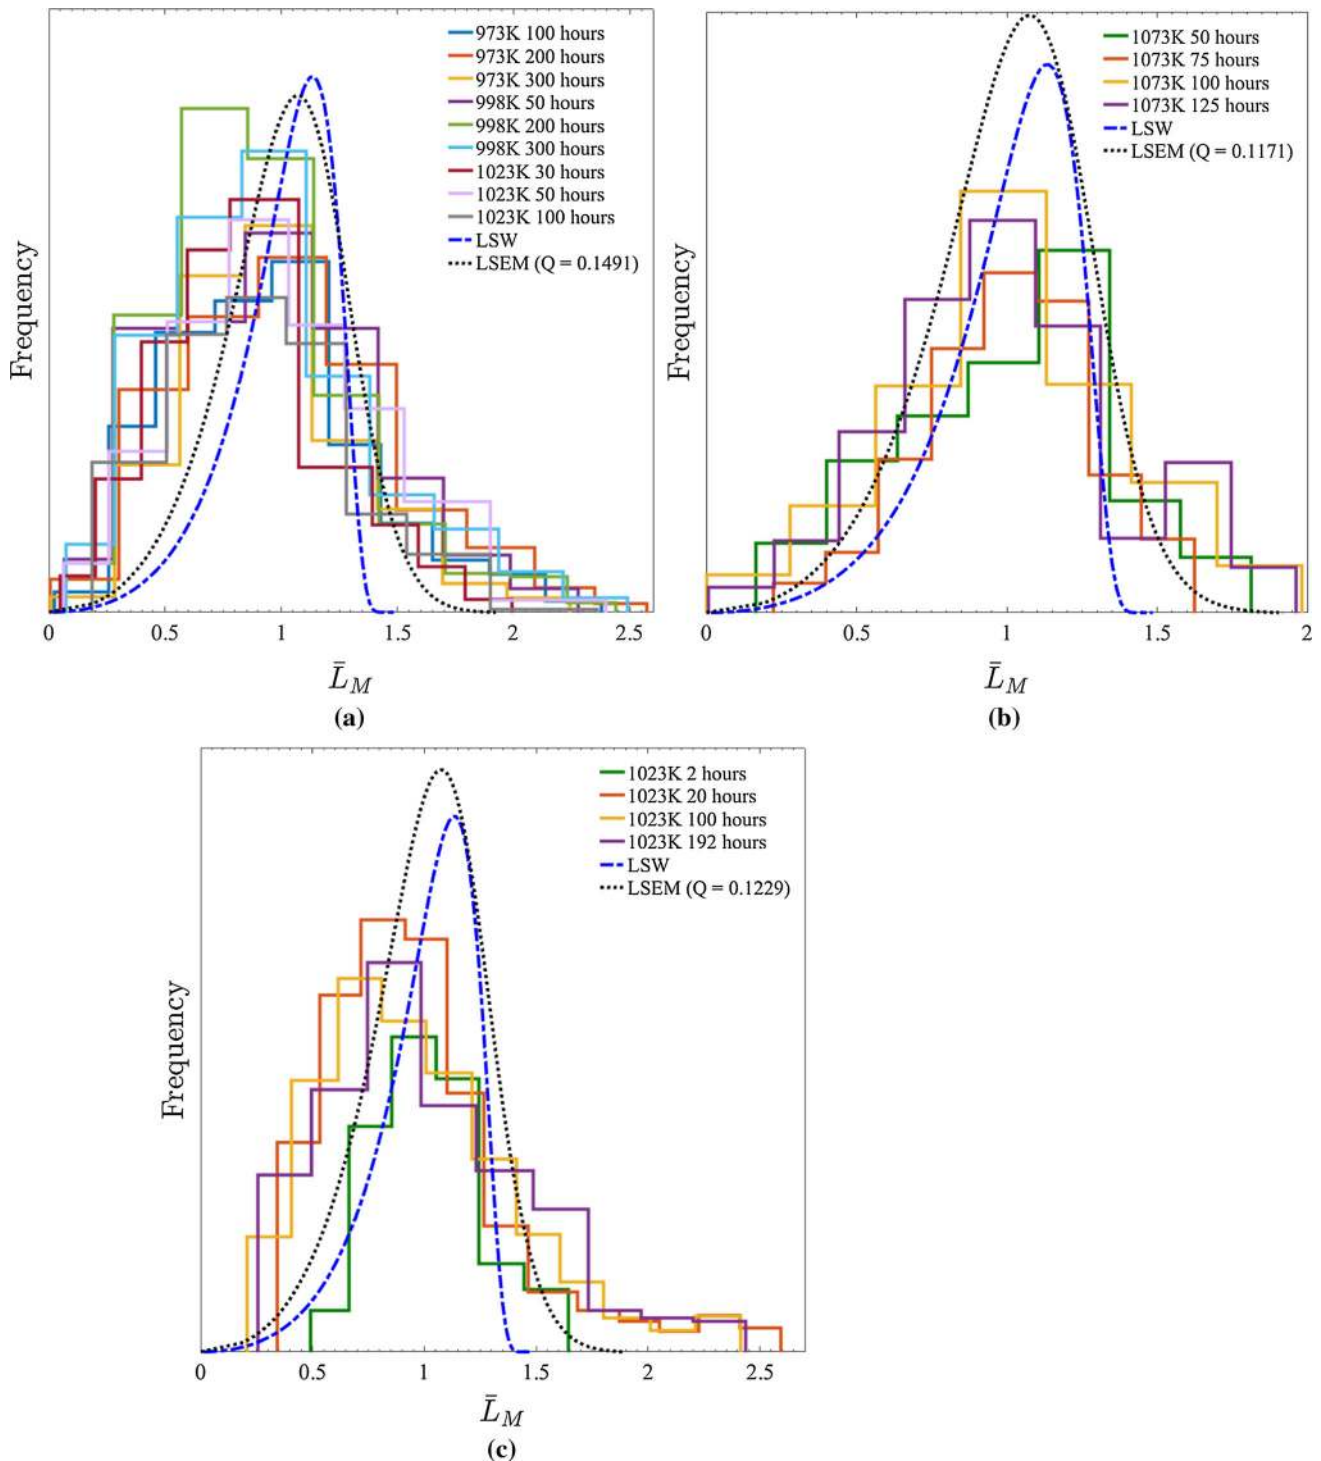 973K 100 hours
973K 200 hours
973K 300 hours
998K 50 hours
998K 200 hours
998K 300 hours
1023K 30 hours
1023K 50 hours
1023K 100 hours
LSW
LSEM (Q = 0.1491)
Frequency
0 0.5 1 1.5 2 2.5
L̄_M
(a)
1073K 50 hours
1073K 75 hours
1073K 100 hours
1073K 125 hours
LSW
LSEM (Q = 0.1171)
Frequency
0 0.5 1 1.5 2
L̄_M
(b)
1023K 2 hours
1023K 20 hours
1023K 100 hours
1023K 192 hours
LSW
LSEM (Q = 0.1229)
Frequency
0 0.5 1 1.5 2 2.5
L̄_M
(c)